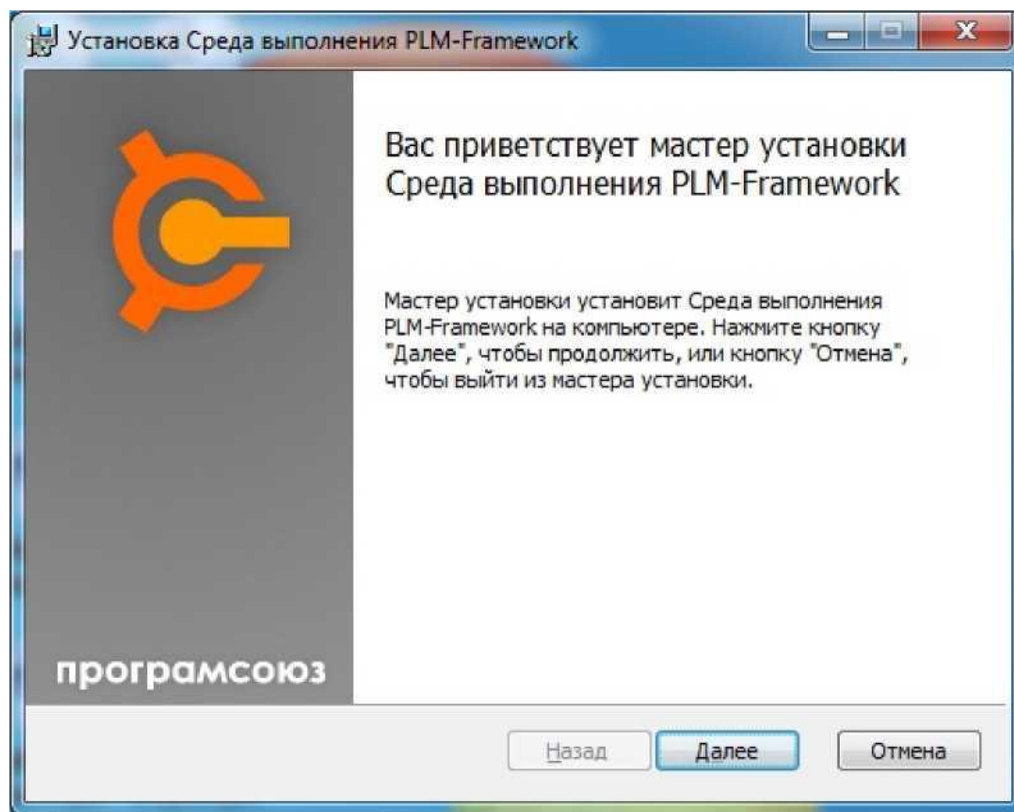 Установка Среда выполнения PLM-Framework
Вас приветствует мастер установки
Среда выполнения PLM-Framework
Мастер установки установит Среда выполнения
PLM-Framework на компьютере. Нажмите кнопку
"Далее", чтобы продолжить, или кнопку "Отмена",
чтобы выйти из мастера установки.
програмсоюз
Назад
Далее
Отмена